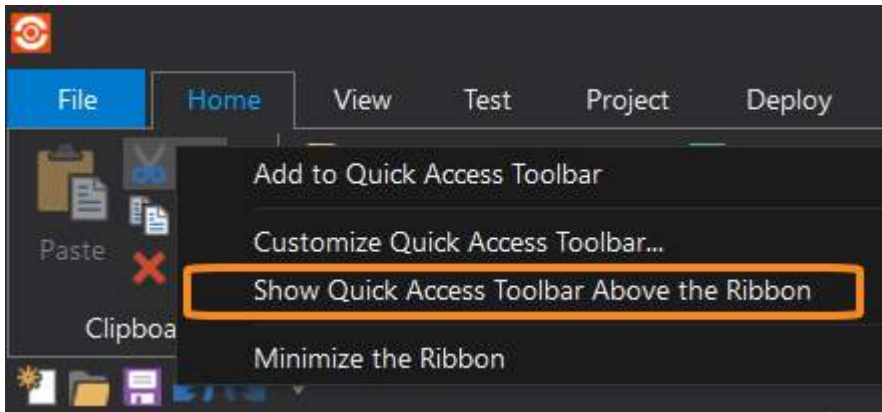 File Home View Test Project Deploy
Add to Quick Access Toolbar
Paste Customize Quick Access Toolbar...
Show Quick Access Toolbar Above the Ribbon
Clipboa
Minimize the Ribbon